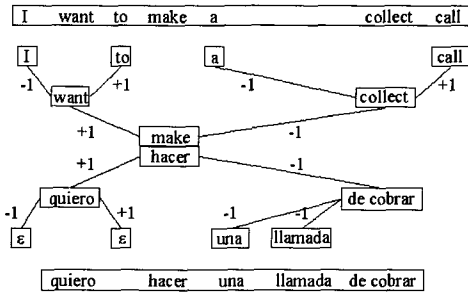 I want to make a collect call
I to a call
-1 +1 -1 +1
want collect
+1 make -1
+1 hacer -1
quiero de cobrar
-1 +1 -1 -1
ε ε una llamada
quiero hacer una llamada de cobrar